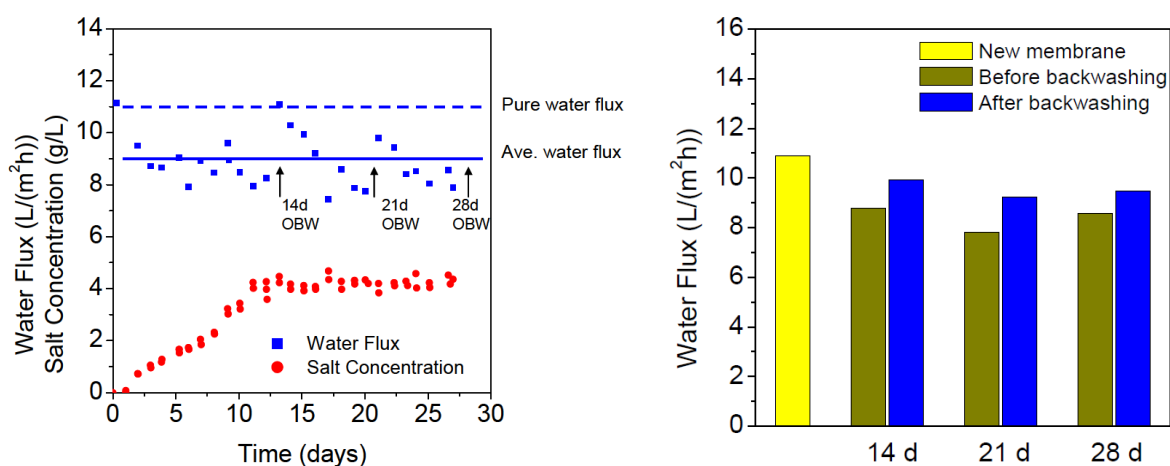 Water Flux (L/(m²h))
Salt Concentration (g/L)
14
12
10
8
6
4
2
0
Pure water flux
Ave. water flux
14d
OBW
21d
OBW
28d
OBW
Water Flux
Salt Concentration
0 5 10 15 20 25 30
Time (days)
Water Flux (L/(m²h))
16
14
12
10
8
6
4
2
0
New membrane
Before backwashing
After backwashing
14 d 21 d 28 d